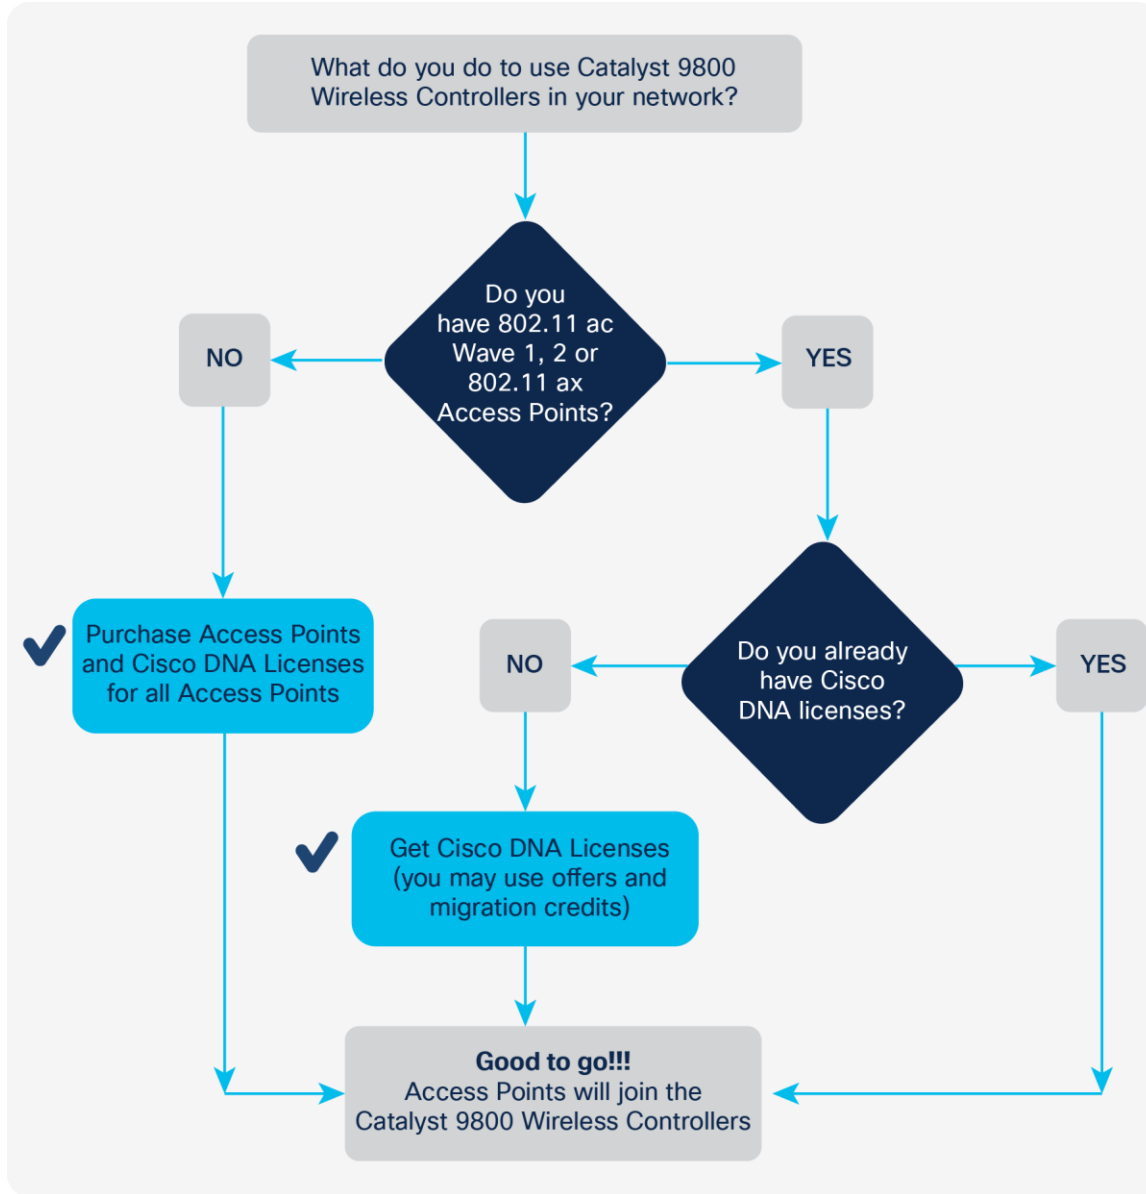 What do you do to use Catalyst 9800
Wireless Controllers in your network?
Do you
have 802.11 ac
Wave 1, 2 or
802.11 ax
Access Points?
NO
YES
Purchase Access Points
and Cisco DNA Licenses
for all Access Points
NO
Do you already
have Cisco
DNA licenses?
YES
Get Cisco DNA Licenses
(you may use offers and
migration credits)
Good to go!!!
Access Points will join the
Catalyst 9800 Wireless Controllers